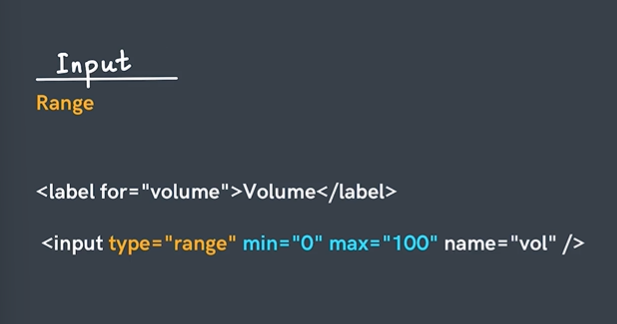 Input
Range
<label for="volume">Volume</label>
<input type="range" min="0" max="100" name="vol" />